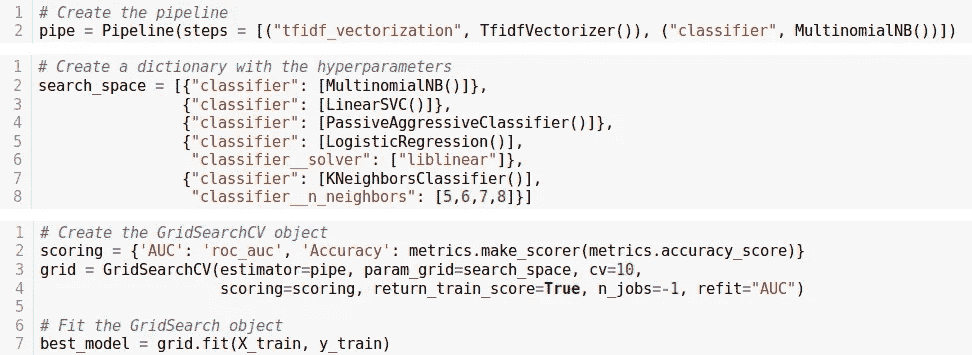 1 # Create the pipeline
2 pipe = Pipeline(steps = [("tfidf_vectorization", TfidfVectorizer()), ("classifier", MultinomialNB())])
1 # Create a dictionary with the hyperparameters
2 search_space = [{"classifier": [MultinomialNB()]},
3                 {"classifier": [LinearSVC()]},
4                 {"classifier": [PassiveAggressiveClassifier()]},
5                 {"classifier": [LogisticRegression()],
6                  "classifier__solver": ["liblinear"]},
7                 {"classifier": [KNeighborsClassifier()],
8                  "classifier__n_neighbors": [5,6,7,8]}]
1 # Create the GridSearchCV object
2 scoring = {'AUC': 'roc_auc', 'Accuracy': metrics.make_scorer(metrics.accuracy_score)}
3 grid = GridSearchCV(estimator=pipe, param_grid=search_space, cv=10,
4                     scoring=scoring, return_train_score=True, n_jobs=-1, refit="AUC")
5
6 # Fit the GridSearch object
7 best_model = grid.fit(X_train, y_train)